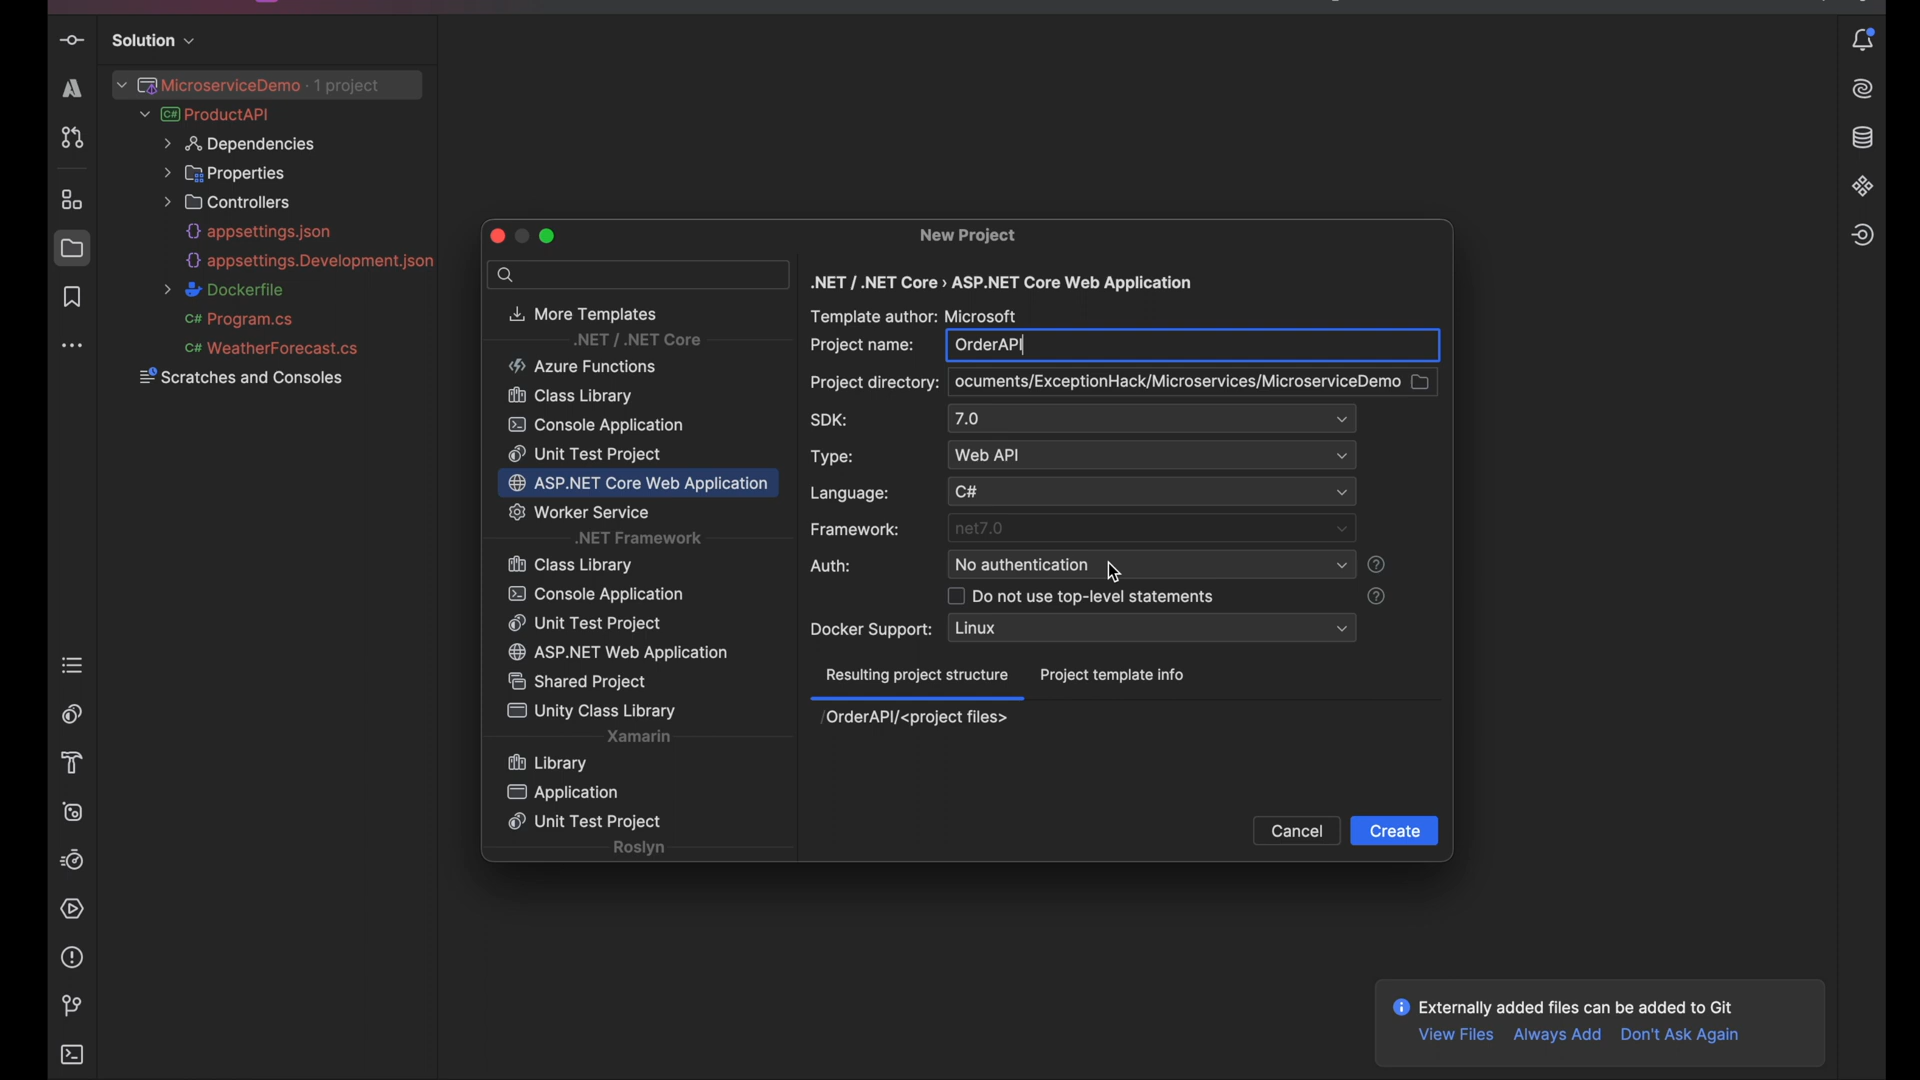 Solution
MicroserviceDemo · 1 project
C# ProductAPI
Dependencies
Properties
Controllers
{} appsettings.json
{} appsettings.Development.json
Dockerfile
C# Program.cs
C# WeatherForecast.cs
Scratches and Consoles
New Project
More Templates
.NET / .NET Core
Azure Functions
Class Library
Console Application
Unit Test Project
ASP.NET Core Web Application
Worker Service
.NET Framework
Class Library
Console Application
Unit Test Project
ASP.NET Web Application
Shared Project
Unity Class Library
Xamarin
Library
Application
Unit Test Project
Roslyn
.NET / .NET Core › ASP.NET Core Web Application
Template author: Microsoft
Project name: OrderAPI
Project directory: ocuments/ExceptionHack/Microservices/MicroserviceDemo
SDK: 7.0
Type: Web API
Language: C#
Framework: net7.0
Auth: No authentication
Do not use top-level statements
Docker Support: Linux
Resulting project structure Project template info
/OrderAPI/<project files>
Cancel Create
Externally added files can be added to Git
View Files Always Add Don't Ask Again